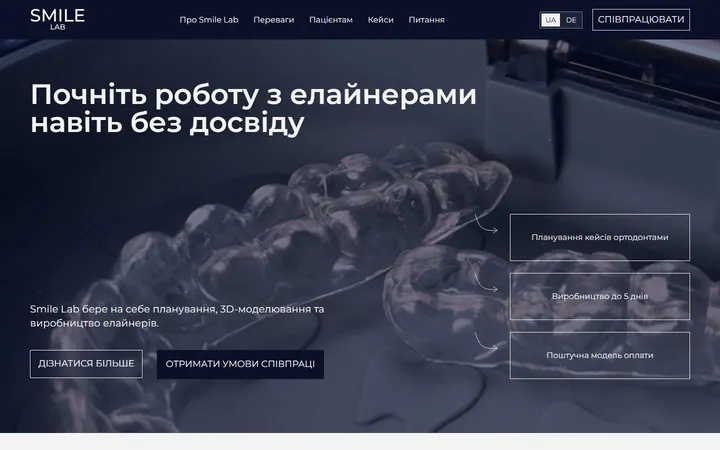 SMILE
LAB
Про Smile Lab
Переваги
Пацієнтам
Кейси
Питання
UA
DE
СПІВПРАЦЮВАТИ
Почніть роботу з елайнерами
навіть без досвіду
Планування кейсів ортодонтами
Виробництво до 5 днів
Поштучна модель оплати
Smile Lab бере на себе планування, 3D-моделювання та
виробництво елайнерів.
ДІЗНАТИСЯ БІЛЬШЕ
ОТРИМАТИ УМОВИ СПІВПРАЦІ